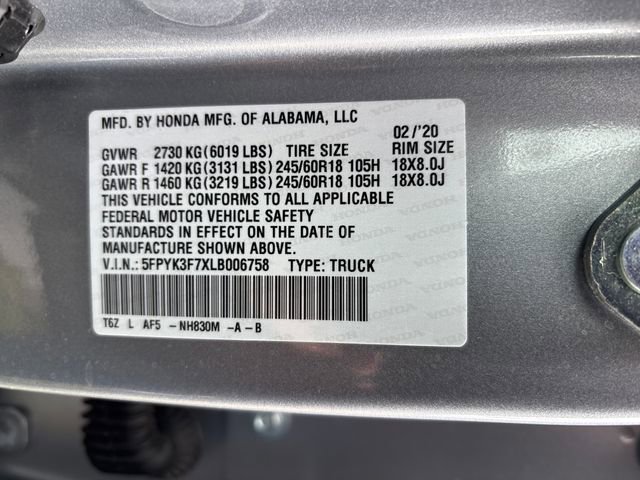 MFD. BY HONDA MFG. OF ALABAMA, LLC
02/'20
GVWR 2730 KG(6019 LBS) TIRE SIZE RIM SIZE
GAWR F 1420 KG(3131 LBS)245/60R18 105H 18X8.0J
GAWR R 1460 KG(3219 LBS)245/60R18 105H 18X8.0J
THIS VEHICLE CONFORMS TO ALL APPLICABLE
FEDERAL MOTOR VEHICLE SAFETY
STANDARDS IN EFFECT ON THE DATE OF
MANUFACTURE SHOWN ABOVE.
V.I.N.: 5FPYK3F7XLB006758 TYPE: TRUCK
T6Z L AF5 -NH830M -A-B